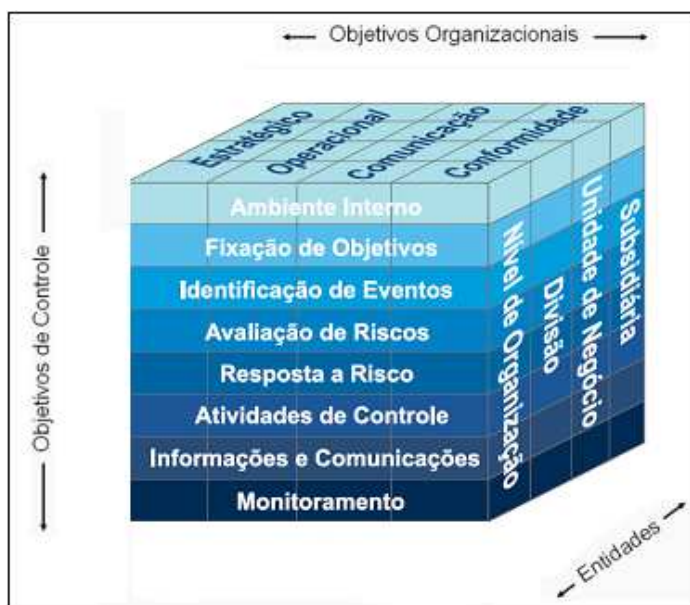 Objetivos Organizacionais
Estratégico
Operacional
Comunicação
Conformidade
Objetivos de Controle
Ambiente Interno
Fixação de Objetivos
Identificação de Eventos
Avaliação de Riscos
Resposta a Risco
Atividades de Controle
Informações e Comunicações
Monitoramento
Nível de Organização
Divisão
Unidade de Negócio
Subsidiária
Entidades